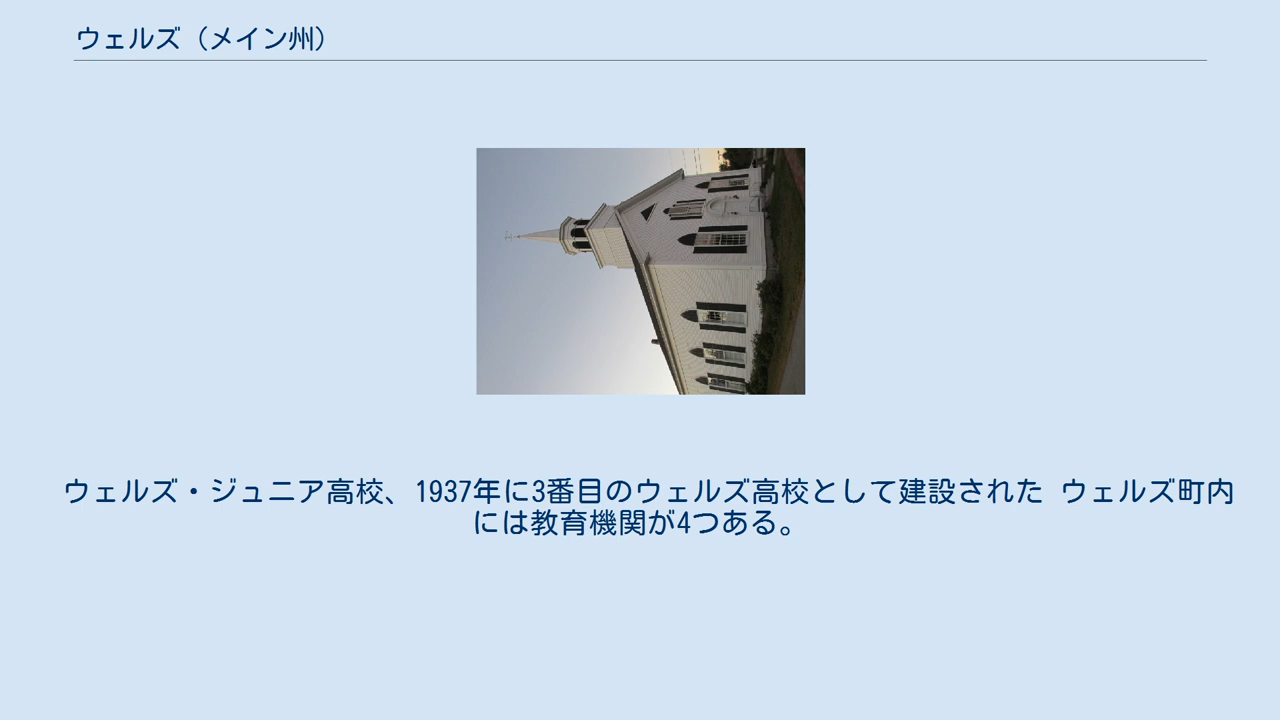 ウェルズ（メイン州）
ウェルズ・ジュニア高校、1937年に3番目のウェルズ高校として建設された ウェルズ町内
には教育機関が4つある。